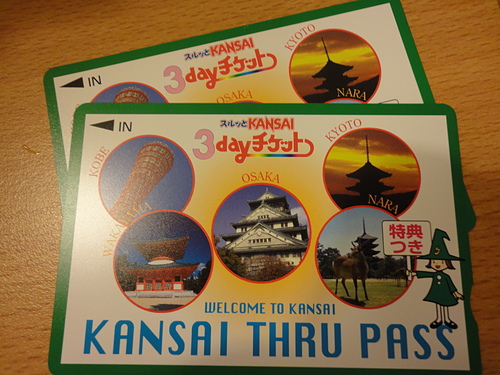 スルッとKANSAI
3dayチケット
KYOTO
IN
OSAKA
NARA
IN
スルッとKANSAI
3dayチケット
KOBE
OSAKA
KYOTO
NARA
WAKAYAMA
特典
つき
WELCOME TO KANSAI
KANSAI THRU PASS